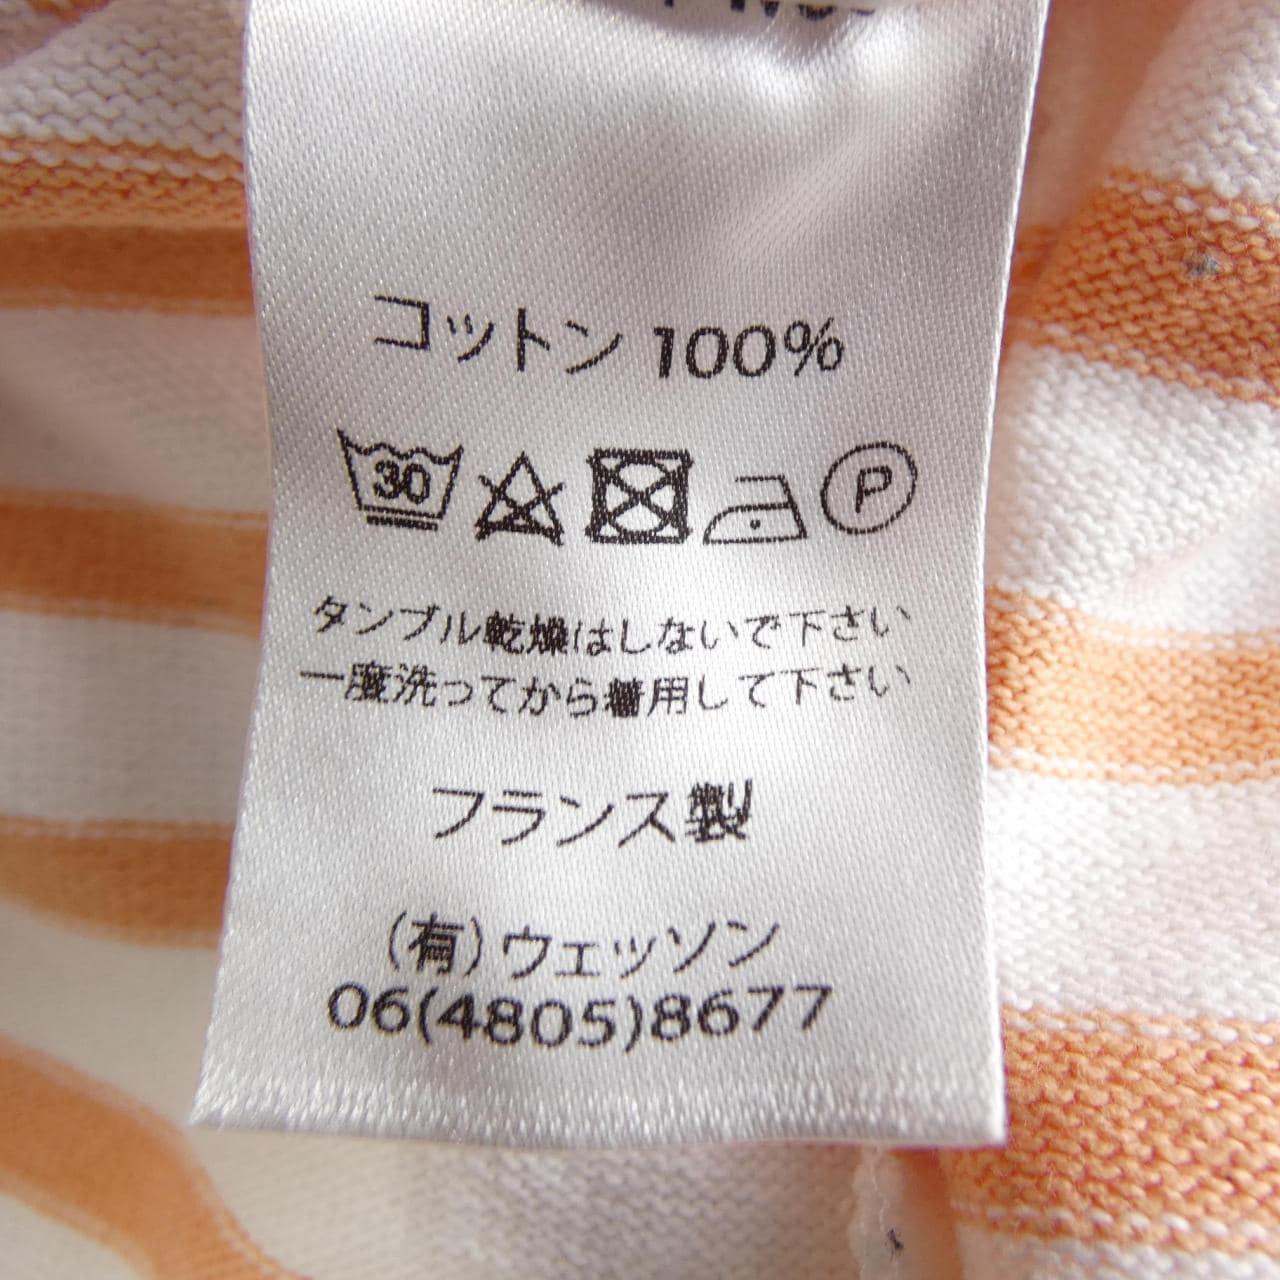 コットン 100%
30 P
タンブル乾燥はしないで下さい
一度洗ってから着用して下さい
フランス製
(有)ウェッソン
06(4805)8677